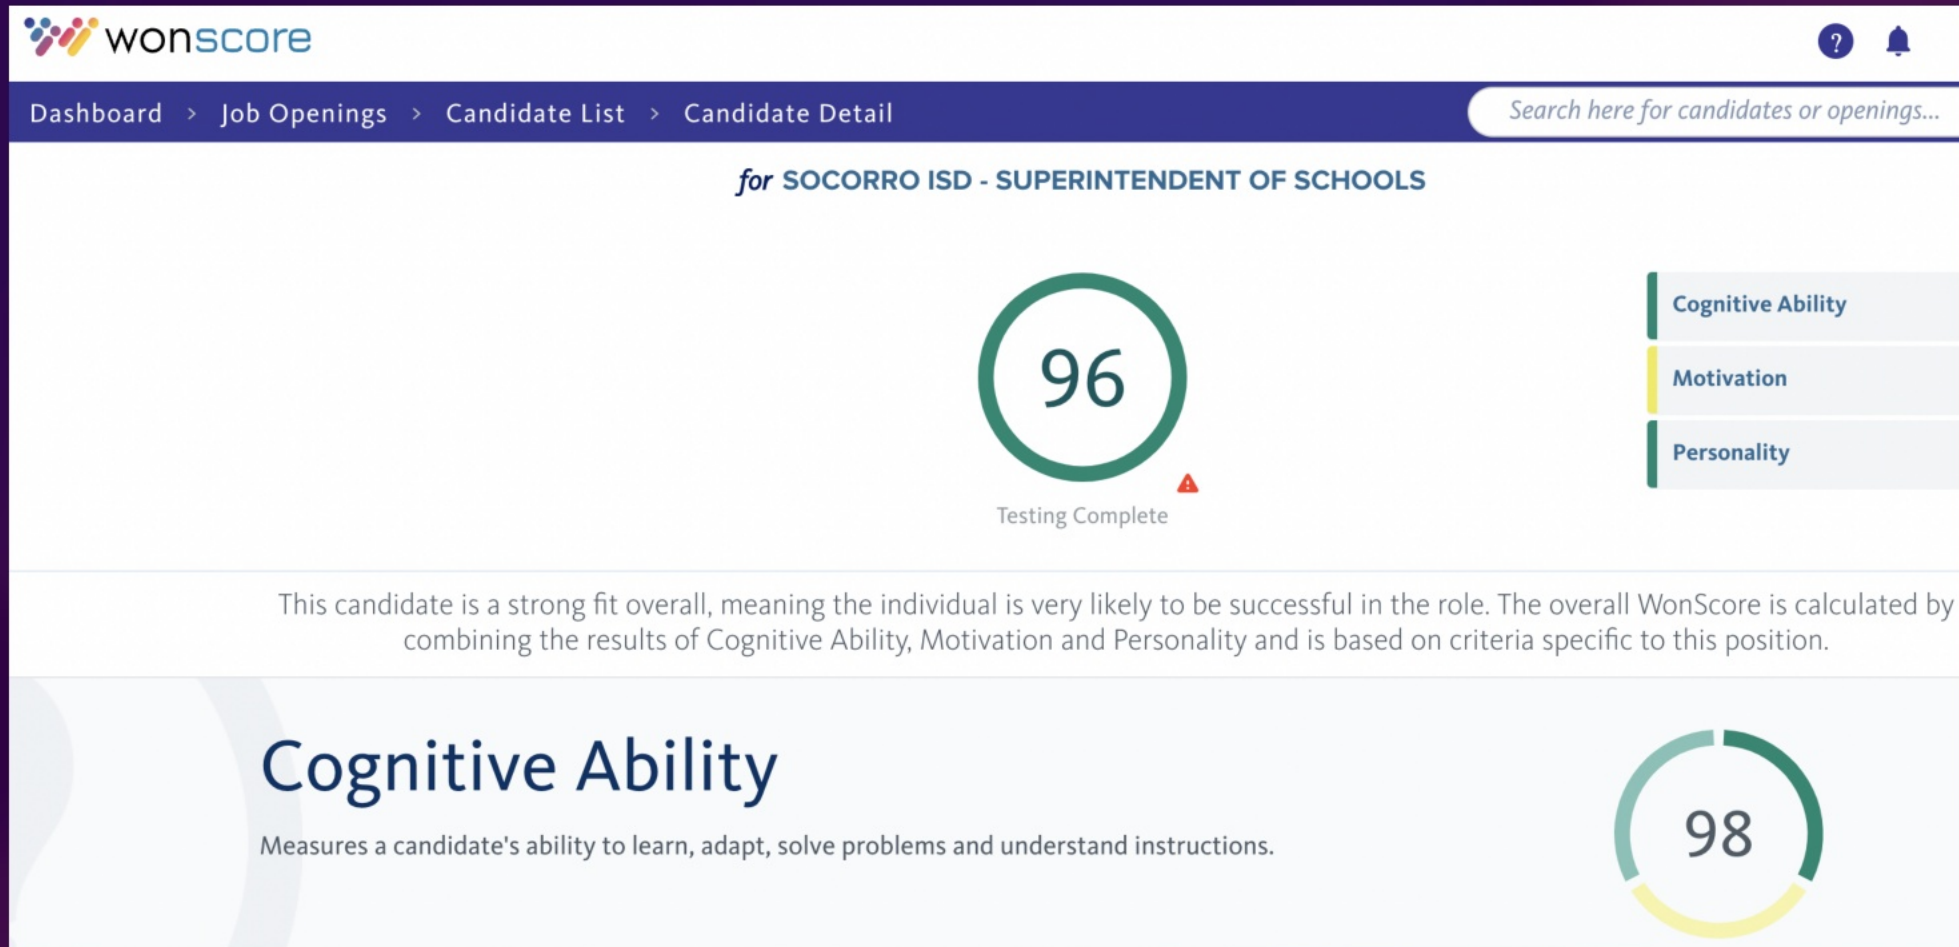 wonscore
?
Dashboard > Job Openings > Candidate List > Candidate Detail
Search here for candidates or openings...
for SOCORRO ISD - SUPERINTENDENT OF SCHOOLS
96
Testing Complete
Cognitive Ability
Motivation
Personality
This candidate is a strong fit overall, meaning the individual is very likely to be successful in the role. The overall WonScore is calculated by
combining the results of Cognitive Ability, Motivation and Personality and is based on criteria specific to this position.
Cognitive Ability
Measures a candidate's ability to learn, adapt, solve problems and understand instructions.
98